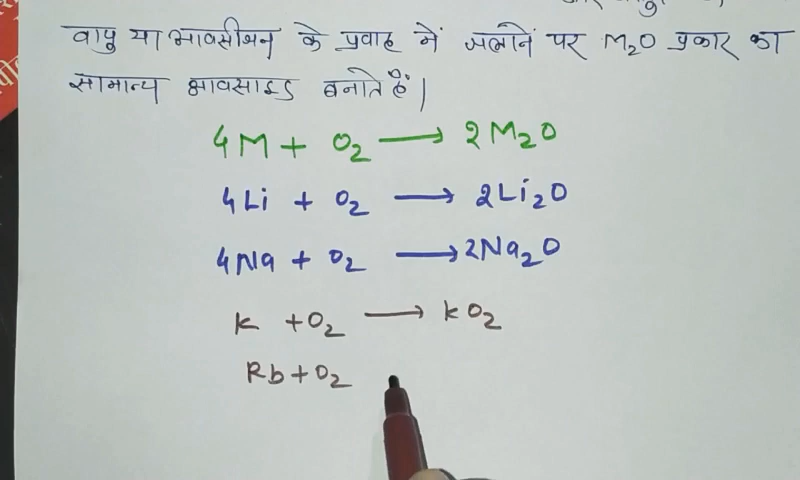 वायु या आक्सीजन के प्रवाह में जलाने पर M₂O प्रकार का
सामान्य आक्साइड बनाते हैं।
4M + O₂ ⟶ 2M₂O
4Li + O₂ ⟶ 2Li₂O
4Na + O₂ ⟶ 2Na₂O
K + O₂ ⟶ KO₂
Rb + O₂